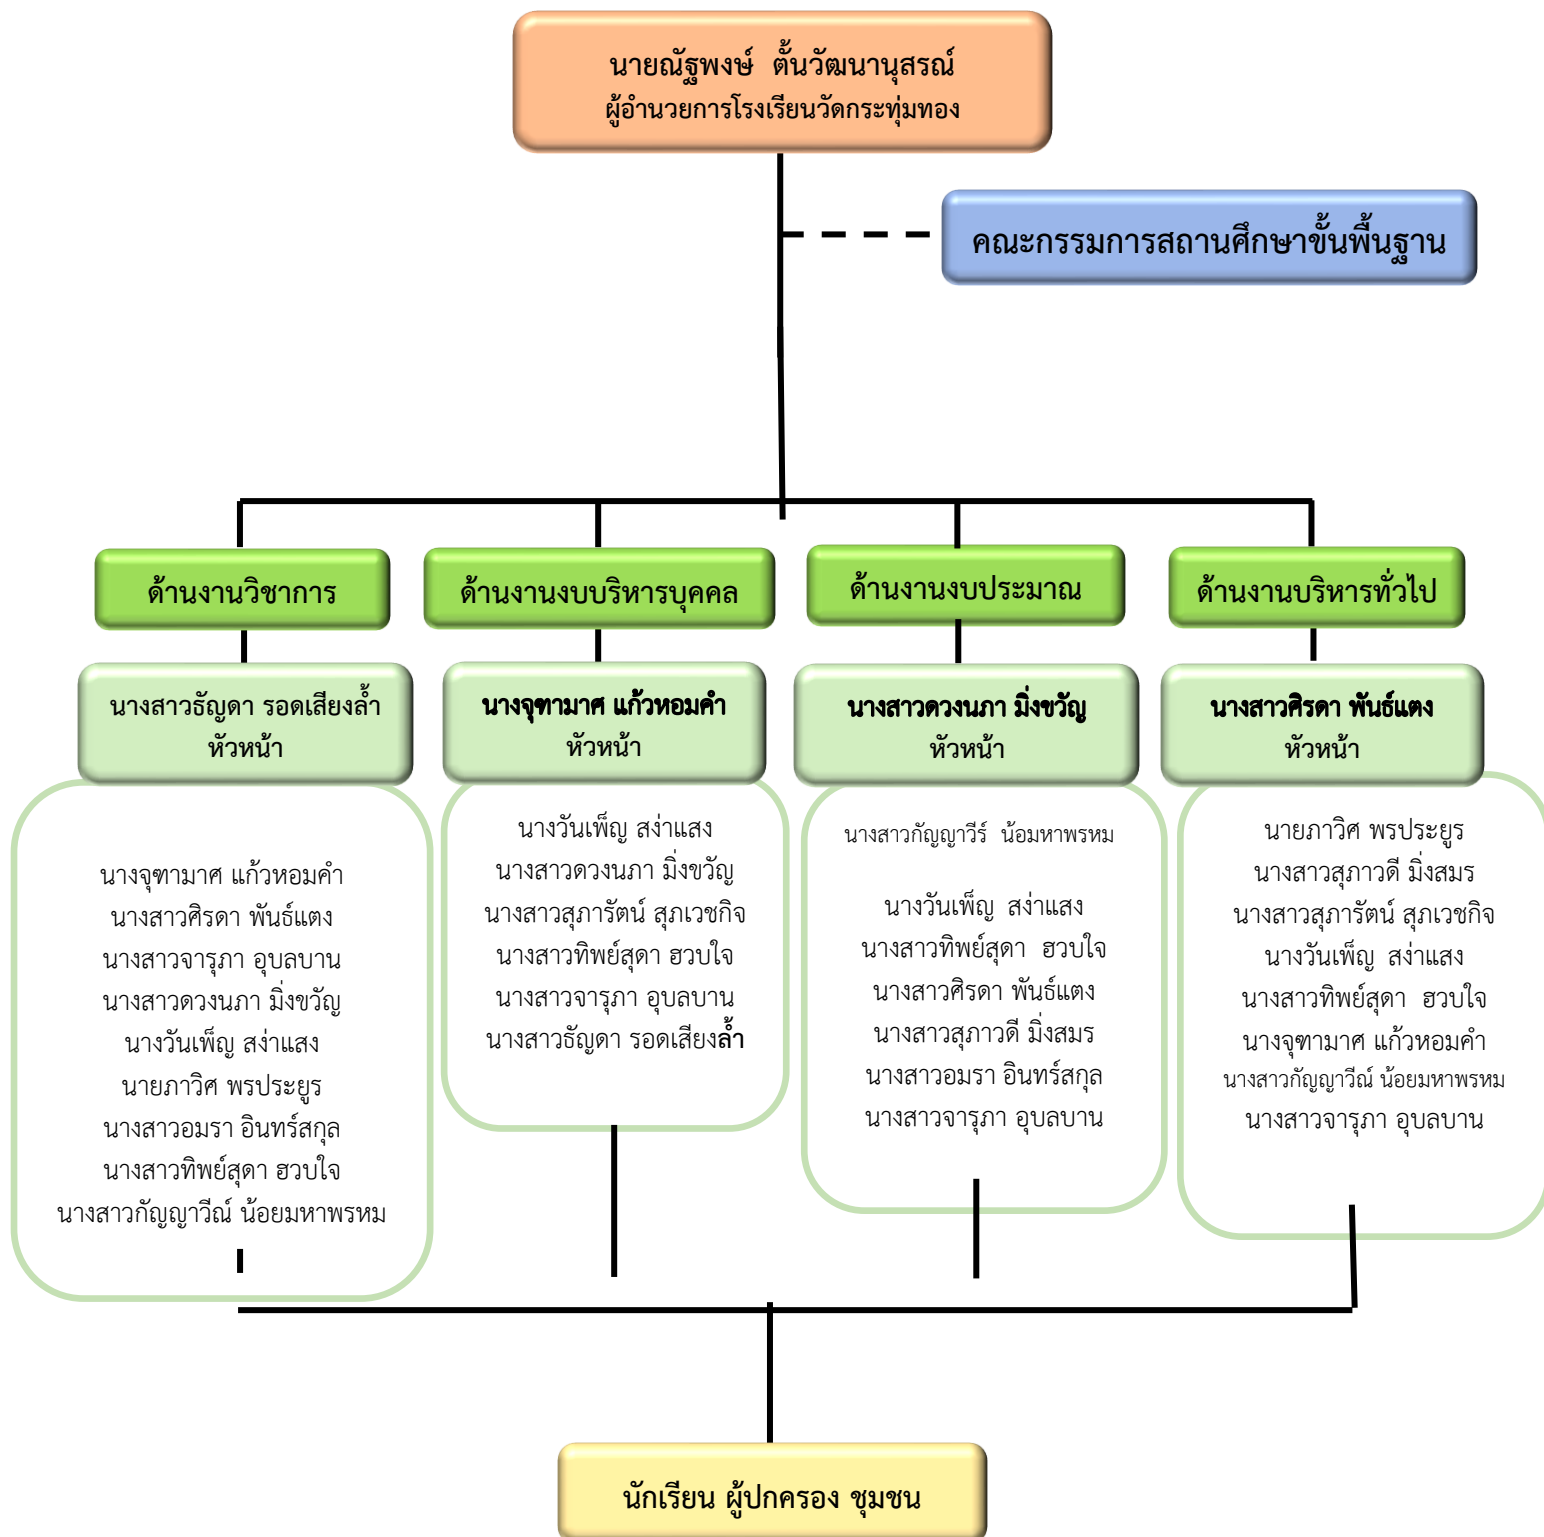 นายณัฐพงษ์ ตั้นวัฒนานุสรณ์
ผู้อำนวยการโรงเรียนวัดกระทุ่มทอง
คณะกรรมการสถานศึกษาขั้นพื้นฐาน
ด้านงานวิชาการ
นางสาวธัญดา รอดเสียงล้ำ
หัวหน้า
นางจุฑามาศ แก้วหอมคำ
นางสาวศิรดา พันธ์แตง
นางสาวจารุภา อุบลบาน
นางสาวดวงนภา มิ่งขวัญ
นางวันเพ็ญ สง่าแสง
นายภาวิศ พรประยูร
นางสาวอมรา อินทร์สกุล
นางสาวทิพย์สุดา ฮวบใจ
นางสาวกัญญาวีณ์ น้อยมหาพรหม
ด้านงานงบบริหารบุคคล
นางจุฑามาศ แก้วหอมคำ
หัวหน้า
นางวันเพ็ญ สง่าแสง
นางสาวดวงนภา มิ่งขวัญ
นางสาวสุภารัตน์ สุภเวชกิจ
นางสาวทิพย์สุดา ฮวบใจ
นางสาวจารุภา อุบลบาน
นางสาวธัญดา รอดเสียงล้ำ
ด้านงานงบประมาณ
นางสาวดวงนภา มิ่งขวัญ
หัวหน้า
นางสาวกัญญาวีร์ น้อมหาพรหม
นางวันเพ็ญ สง่าแสง
นางสาวทิพย์สุดา ฮวบใจ
นางสาวศิรดา พันธ์แตง
นางสาวสุภาวดี มิ่งสมร
นางสาวอมรา อินทร์สกุล
นางสาวจารุภา อุบลบาน
ด้านงานบริหารทั่วไป
นางสาวศิรดา พันธ์แตง
หัวหน้า
นายภาวิศ พรประยูร
นางสาวสุภาวดี มิ่งสมร
นางสาวสุภารัตน์ สุภเวชกิจ
นางวันเพ็ญ สง่าแสง
นางสาวทิพย์สุดา ฮวบใจ
นางจุฑามาศ แก้วหอมคำ
นางสาวกัญญาวีณ์ น้อยมหาพรหม
นางสาวจารุภา อุบลบาน
นักเรียน ผู้ปกครอง ชุมชน